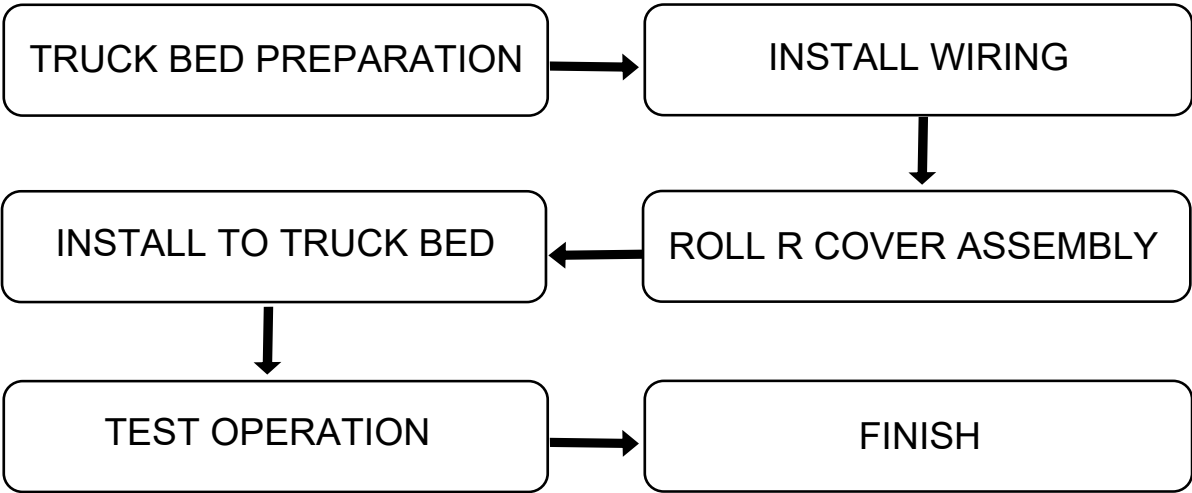 TRUCK BED PREPARATION
INSTALL WIRING
ROLL R COVER ASSEMBLY
INSTALL TO TRUCK BED
TEST OPERATION
FINISH